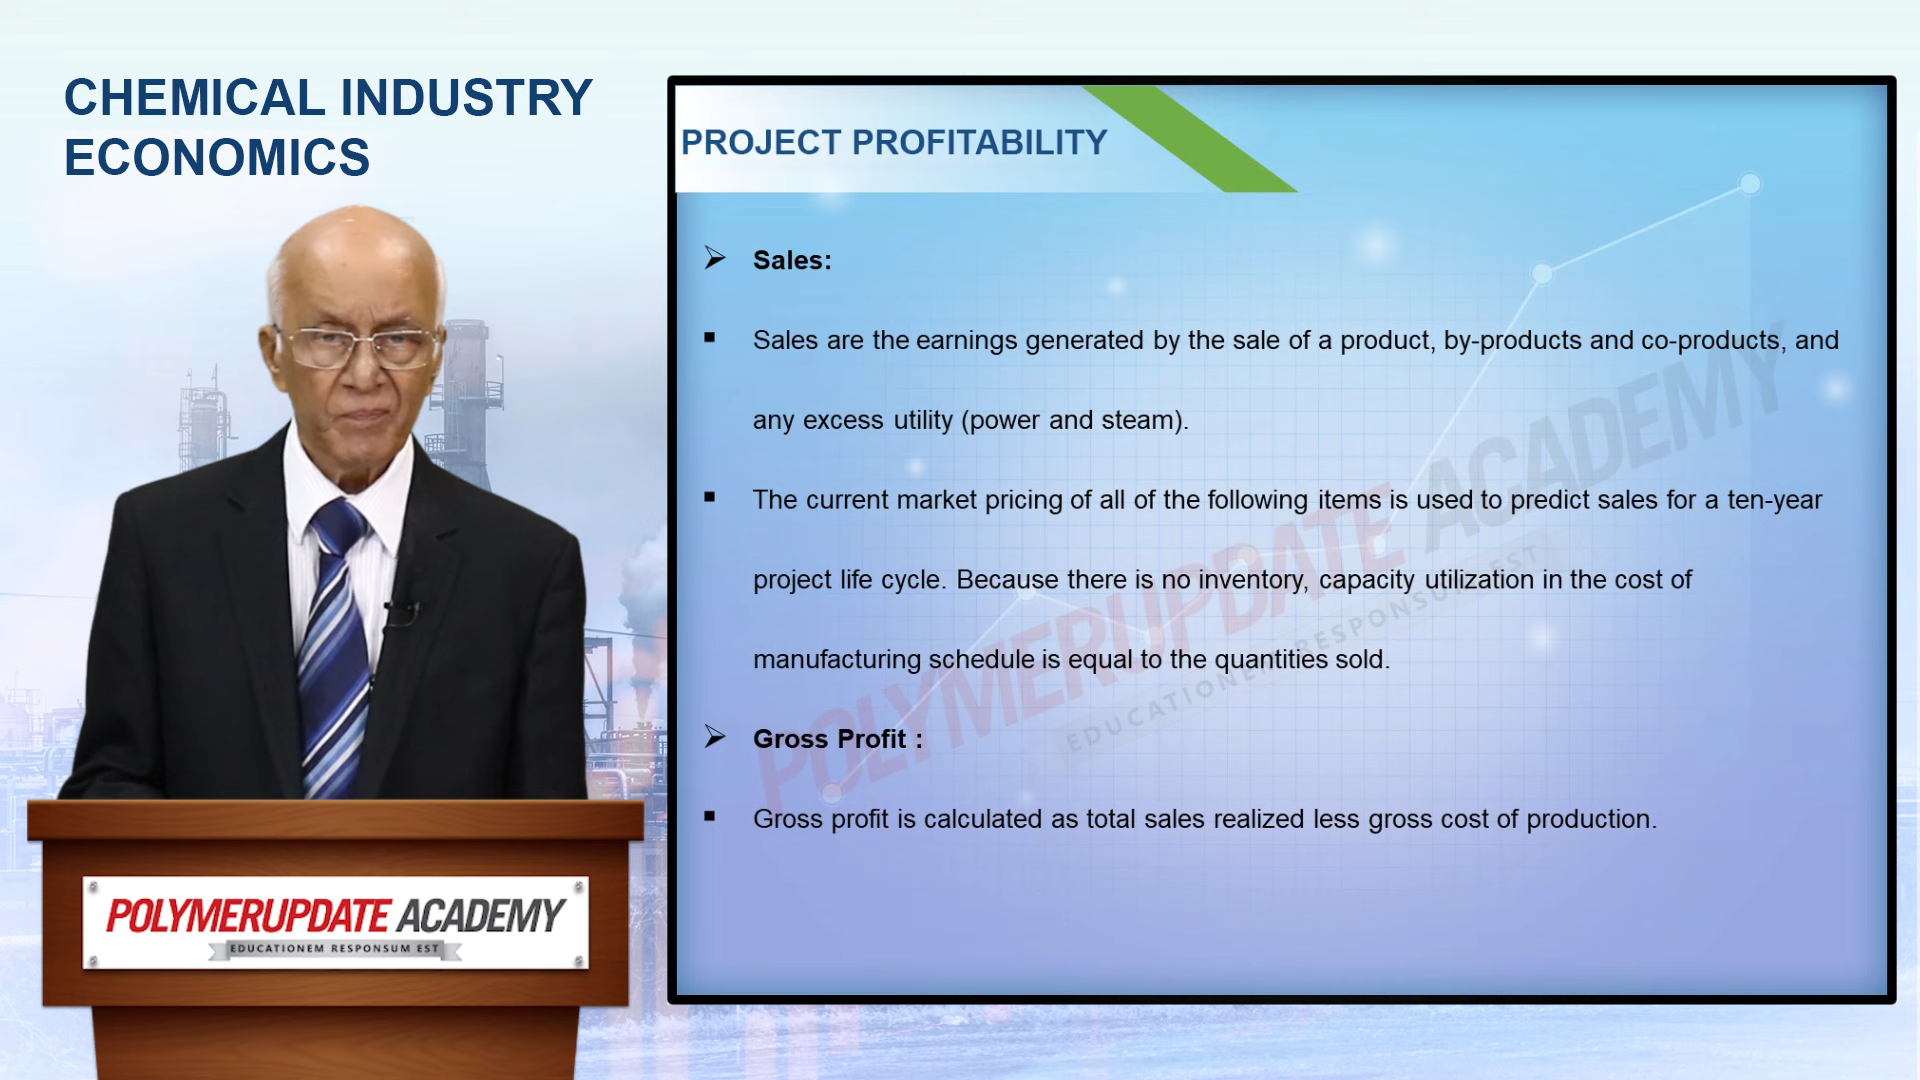 CHEMICAL INDUSTRY
ECONOMICS
PROJECT PROFITABILITY
Sales:
Sales are the earnings generated by the sale of a product, by-products and co-products, and
any excess utility (power and steam).
The current market pricing of all of the following items is used to predict sales for a ten-year
project life cycle. Because there is no inventory, capacity utilization in the cost of
manufacturing schedule is equal to the quantities sold.
Gross Profit :
Gross profit is calculated as total sales realized less gross cost of production.
POLYMERUPDATE ACADEMY
EDUCATIONEM RESPONSUM EST
POLYMERUPDATE ACADEMY
EDUCATIONEM RESPONSUM EST